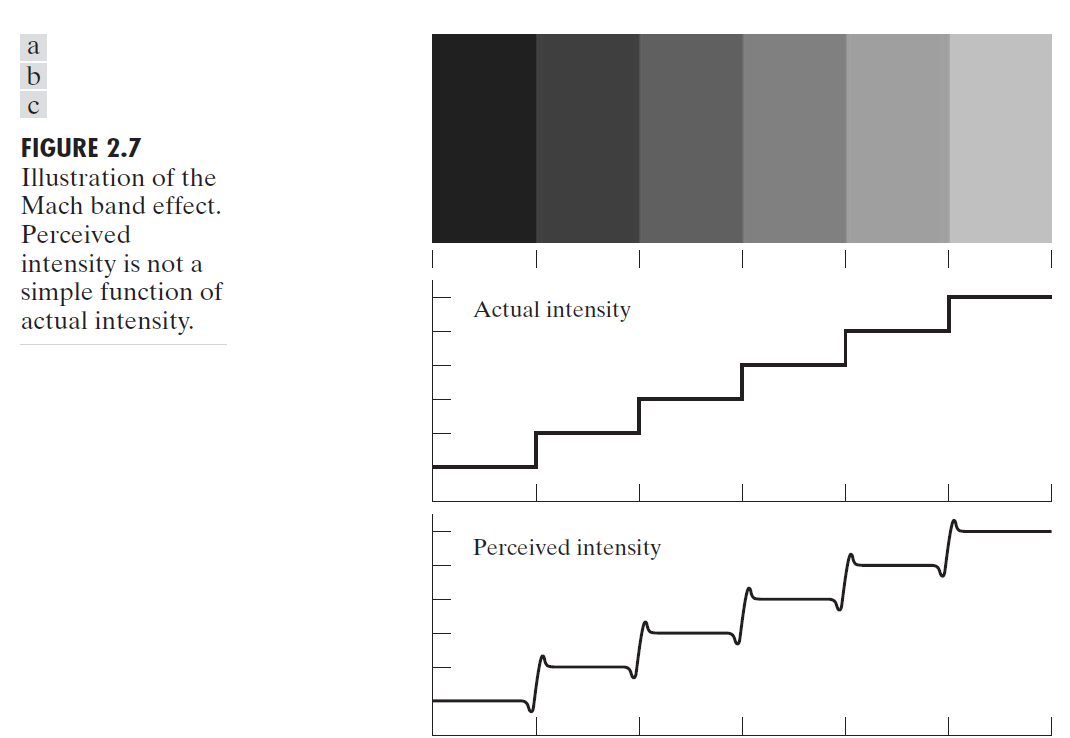 a
b
c
FIGURE 2.7
Illustration of the
Mach band effect.
Perceived
intensity is not a
simple function of
actual intensity.
Actual intensity
Perceived intensity